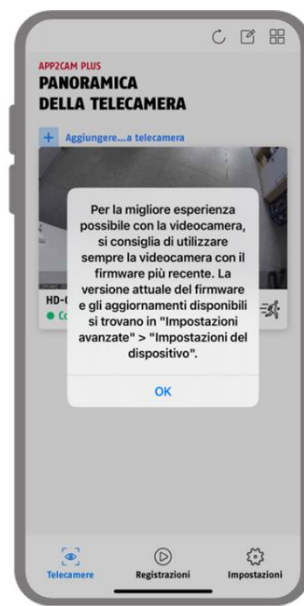 APP2CAM PLUS
PANORAMICA
DELLA TELECAMERA
Aggiungere...a telecamera
Per la migliore esperienza
possibile con la videocamera,
si consiglia di utilizzare
sempre la videocamera con il
firmware più recente. La
versione attuale del firmware
e gli aggiornamenti disponibili
si trovano in "Impostazioni
avanzate" > "Impostazioni del
dispositivo".
OK
Telecamere
Registrazioni
Impostazioni